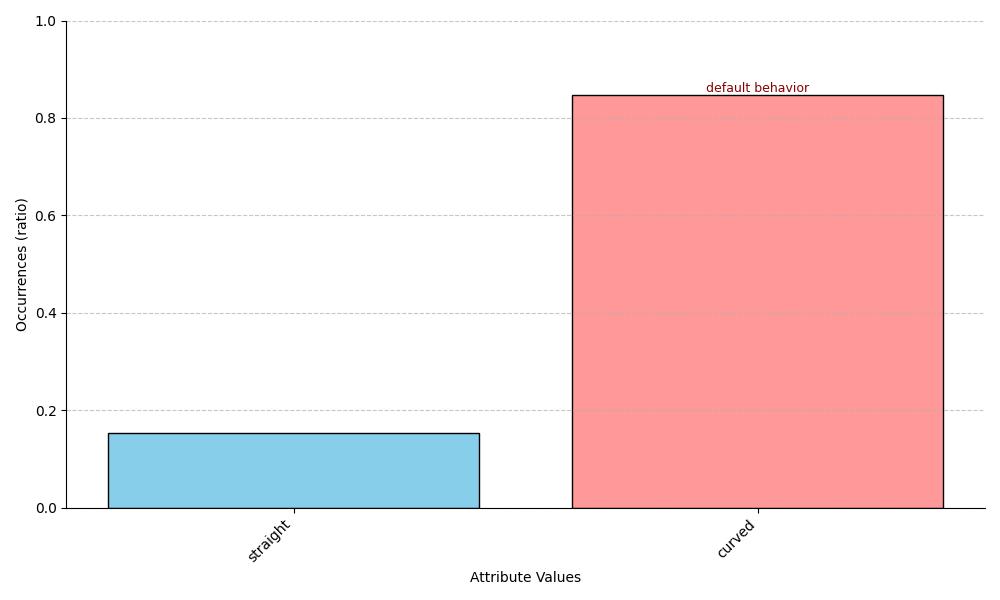 1.0
default behavior
0.8
0.6
Occurrences (ratio)
0.4
0.2
0.0
straight
curved
Attribute Values